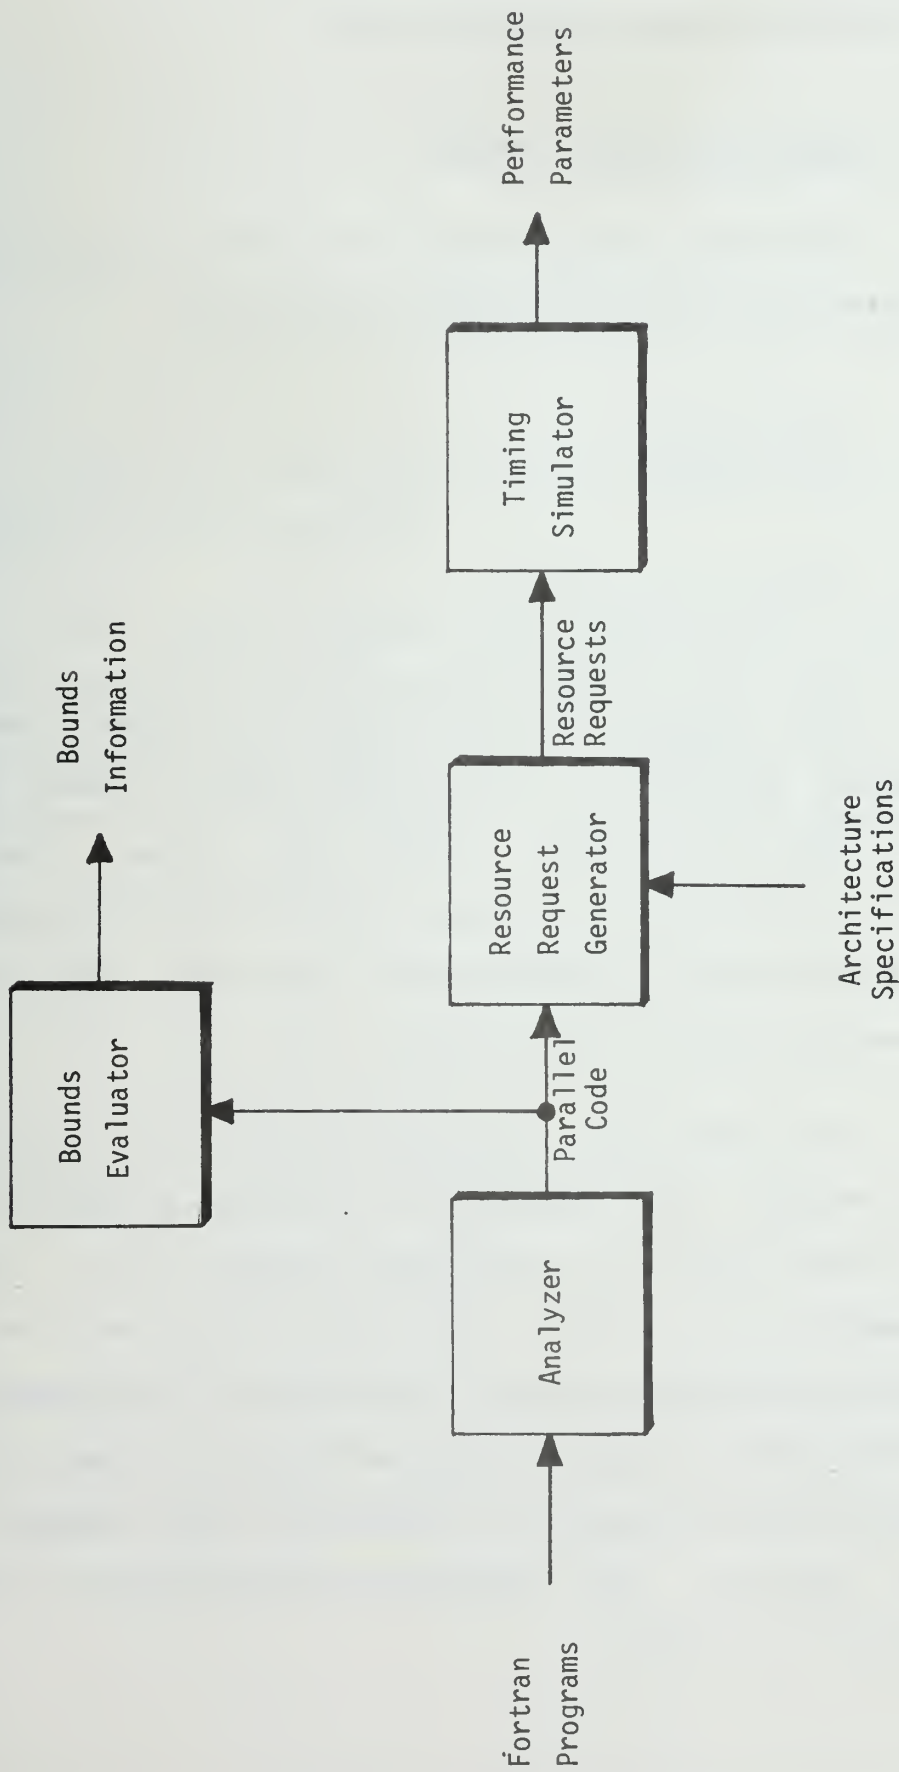 Bounds
Evaluator
Bounds
Information
Fortran
Programs
Analyzer
Parallel
Code
Resource
Request
Generator
Resource
Requests
Timing
Simulator
Performance
Parameters
Architecture
Specifications